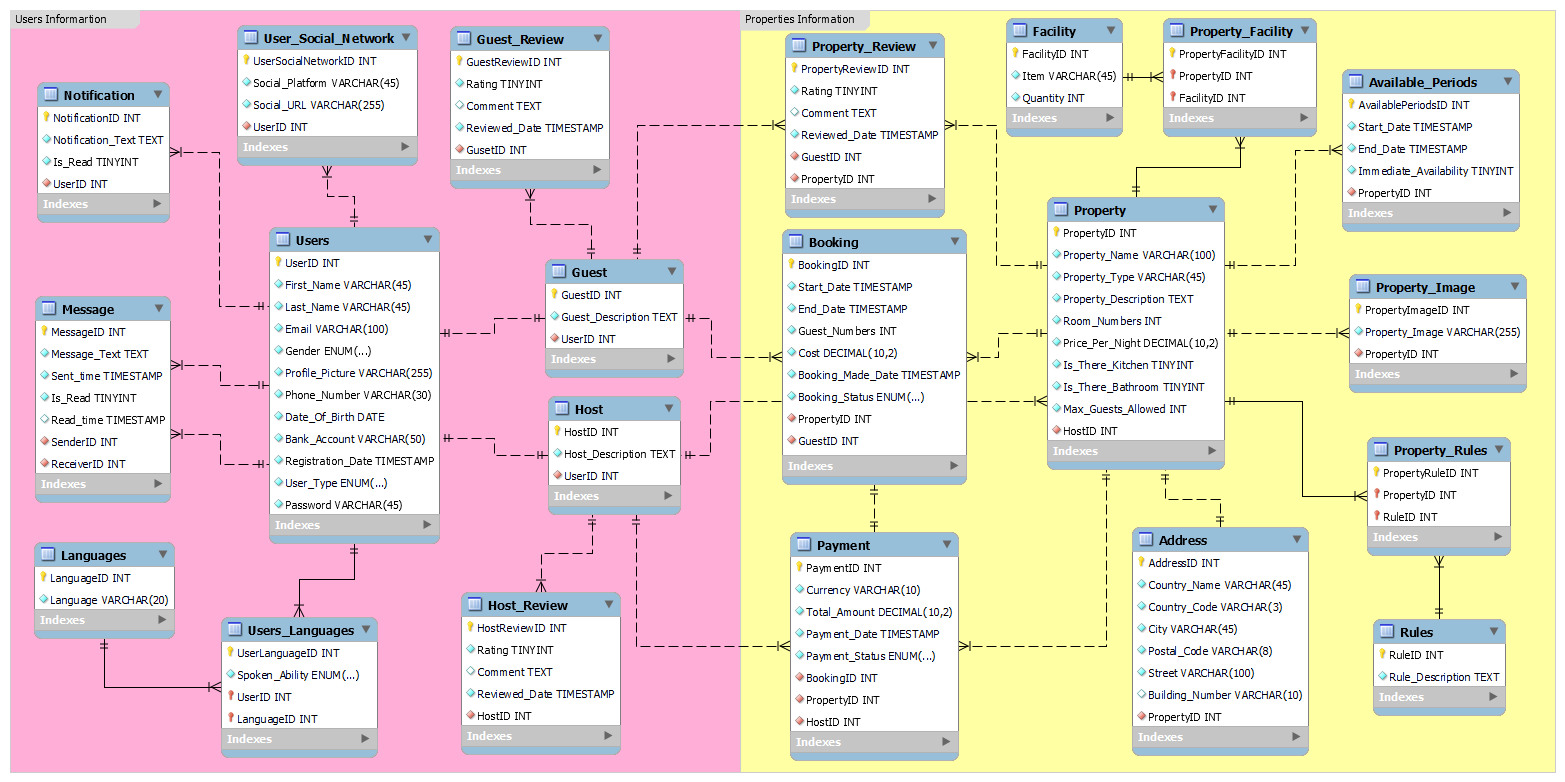 Users Informartion
Notification
NotificationID INT
Notification_Text TEXT
Is_Read TINYINT
UserID INT
Indexes
User_Social_Network
UserSocialNetworkID INT
Social_Platform VARCHAR(45)
Social_URL VARCHAR(255)
UserID INT
Indexes
Guest_Review
GuestReviewID INT
Rating TINYINT
Comment TEXT
Reviewed_Date TIMESTAMP
GusetID INT
Indexes
Users
UserID INT
First_Name VARCHAR(45)
Last_Name VARCHAR(45)
Email VARCHAR(100)
Gender ENUM(...)
Profile_Picture VARCHAR(255)
Phone_Number VARCHAR(30)
Date_Of_Birth DATE
Bank_Account VARCHAR(50)
Registration_Date TIMESTAMP
User_Type ENUM(...)
Password VARCHAR(45)
Indexes
Guest
GuestID INT
Guest_Description TEXT
UserID INT
Indexes
Message
MessageID INT
Message_Text TEXT
Sent_time TIMESTAMP
Is_Read TINYINT
Read_time TIMESTAMP
SenderID INT
ReceiverID INT
Indexes
Host
HostID INT
Host_Description TEXT
UserID INT
Indexes
Languages
LanguageID INT
Language VARCHAR(20)
Indexes
Users_Languages
UserLanguageID INT
Spoken_Ability ENUM(...)
UserID INT
LanguageID INT
Indexes
Host_Review
HostReviewID INT
Rating TINYINT
Comment TEXT
Reviewed_Date TIMESTAMP
HostID INT
Indexes
Properties Information
Property_Review
PropertyReviewID INT
Rating TINYINT
Comment TEXT
Reviewed_Date TIMESTAMP
GuestID INT
PropertyID INT
Indexes
Facility
FacilityID INT
Item VARCHAR(45)
Quantity INT
Indexes
Property_Facility
PropertyFacilityID INT
PropertyID INT
FacilityID INT
Indexes
Available_Periods
AvailablePeriodsID INT
Start_Date TIMESTAMP
End_Date TIMESTAMP
Immediate_Availability TINYINT
PropertyID INT
Indexes
Booking
BookingID INT
Start_Date TIMESTAMP
End_Date TIMESTAMP
Guest_Numbers INT
Cost DECIMAL(10,2)
Booking_Made_Date TIMESTAMP
Booking_Status ENUM(...)
PropertyID INT
GuestID INT
Indexes
Property
PropertyID INT
Property_Name VARCHAR(100)
Property_Type VARCHAR(45)
Property_Description TEXT
Room_Numbers INT
Price_Per_Night DECIMAL(10,2)
Is_There_Kitchen TINYINT
Is_There_Bathroom TINYINT
Max_Guests_Allowed INT
HostID INT
Indexes
Property_Image
PropertyImageID INT
Property_Image VARCHAR(255)
PropertyID INT
Indexes
Property_Rules
PropertyRuleID INT
PropertyID INT
RuleID INT
Indexes
Payment
PaymentID INT
Currency VARCHAR(10)
Total_Amount DECIMAL(10,2)
Payment_Date TIMESTAMP
Payment_Status ENUM(...)
BookingID INT
PropertyID INT
HostID INT
Indexes
Address
AddressID INT
Country_Name VARCHAR(45)
Country_Code VARCHAR(3)
City VARCHAR(45)
Postal_Code VARCHAR(8)
Street VARCHAR(100)
Building_Number VARCHAR(10)
PropertyID INT
Indexes
Rules
RuleID INT
Rule_Description TEXT
Indexes